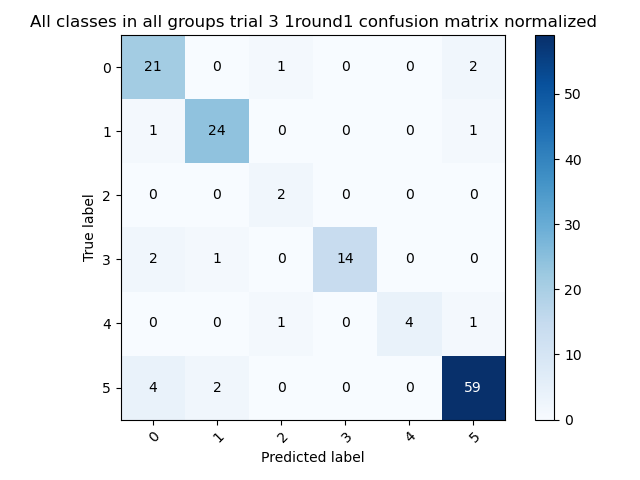 All classes in all groups trial 3 1round1 confusion matrix normalized
0 21 0 1 0 0 2
1 1 24 0 0 0 1
2 0 0 2 0 0 0
3 2 1 0 14 0 0
4 0 0 1 0 4 1
5 4 2 0 0 0 59
0 1 2 3 4 5
True label
Predicted label
50
40
30
20
10
0